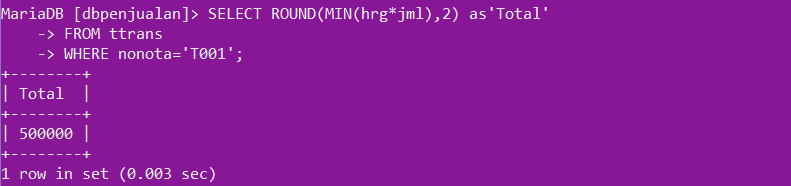 MariaDB [dbpenjualan]> SELECT ROUND(MIN(hrg*jml),2) as'Total'
    -> FROM ttrans
    -> WHERE nonota='T001';
+--------+
| Total  |
+--------+
| 500000 |
+--------+
1 row in set (0.003 sec)